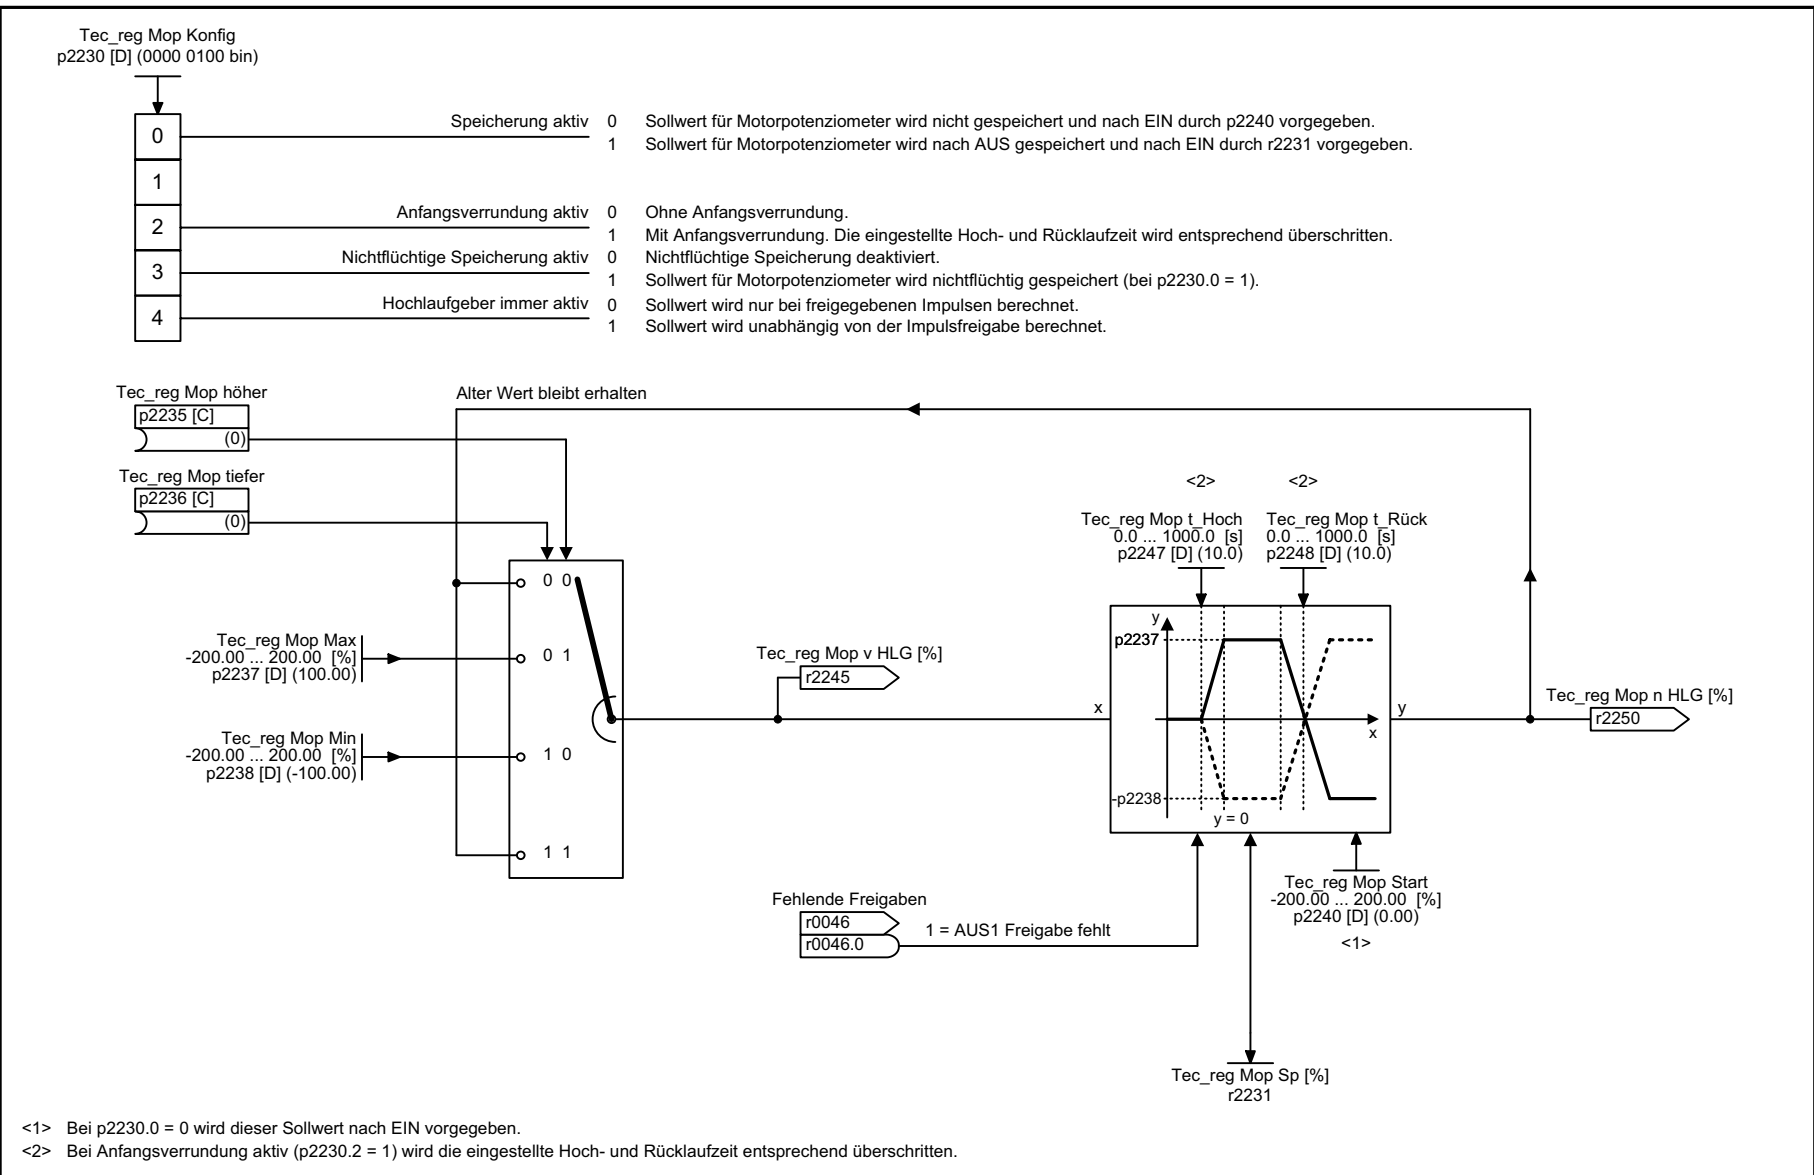 Tec_reg Mop Konfig
p2230 [D] (0000 0100 bin)
0
Speicherung aktiv 0 Sollwert für Motorpotenziometer wird nicht gespeichert und nach EIN durch p2240 vorgegeben.
1 Sollwert für Motorpotenziometer wird nach AUS gespeichert und nach EIN durch r2231 vorgegeben.
1
2
Anfangsverrundung aktiv 0 Ohne Anfangsverrundung.
1 Mit Anfangsverrundung. Die eingestellte Hoch- und Rücklaufzeit wird entsprechend überschritten.
3
Nichtflüchtige Speicherung aktiv 0 Nichtflüchtige Speicherung deaktiviert.
1 Sollwert für Motorpotenziometer wird nichtflüchtig gespeichert (bei p2230.0 = 1).
4
Hochlaufgeber immer aktiv 0 Sollwert wird nur bei freigegebenen Impulsen berechnet.
1 Sollwert wird unabhängig von der Impulsfreigabe berechnet.
Tec_reg Mop höher
p2235 [C]
(0)
Alter Wert bleibt erhalten
Tec_reg Mop tiefer
p2236 [C]
(0)
0 0
0 1
1 0
1 1
Tec_reg Mop Max
-200.00 ... 200.00 [%]
p2237 [D] (100.00)
Tec_reg Mop Min
-200.00 ... 200.00 [%]
p2238 [D] (-100.00)
Tec_reg Mop v HLG [%]
r2245
<2>
Tec_reg Mop t_Hoch
0.0 ... 1000.0 [s]
p2247 [D] (10.0)
<2>
Tec_reg Mop t_Rück
0.0 ... 1000.0 [s]
p2248 [D] (10.0)
x
y
p2237
x
-p2238
y = 0
y
Tec_reg Mop n HLG [%]
r2250
Fehlende Freigaben
r0046
r0046.0
1 = AUS1 Freigabe fehlt
Tec_reg Mop Start
-200.00 ... 200.00 [%]
p2240 [D] (0.00)
<1>
Tec_reg Mop Sp [%]
r2231
<1> Bei p2230.0 = 0 wird dieser Sollwert nach EIN vorgegeben.
<2> Bei Anfangsverrundung aktiv (p2230.2 = 1) wird die eingestellte Hoch- und Rücklaufzeit entsprechend überschritten.